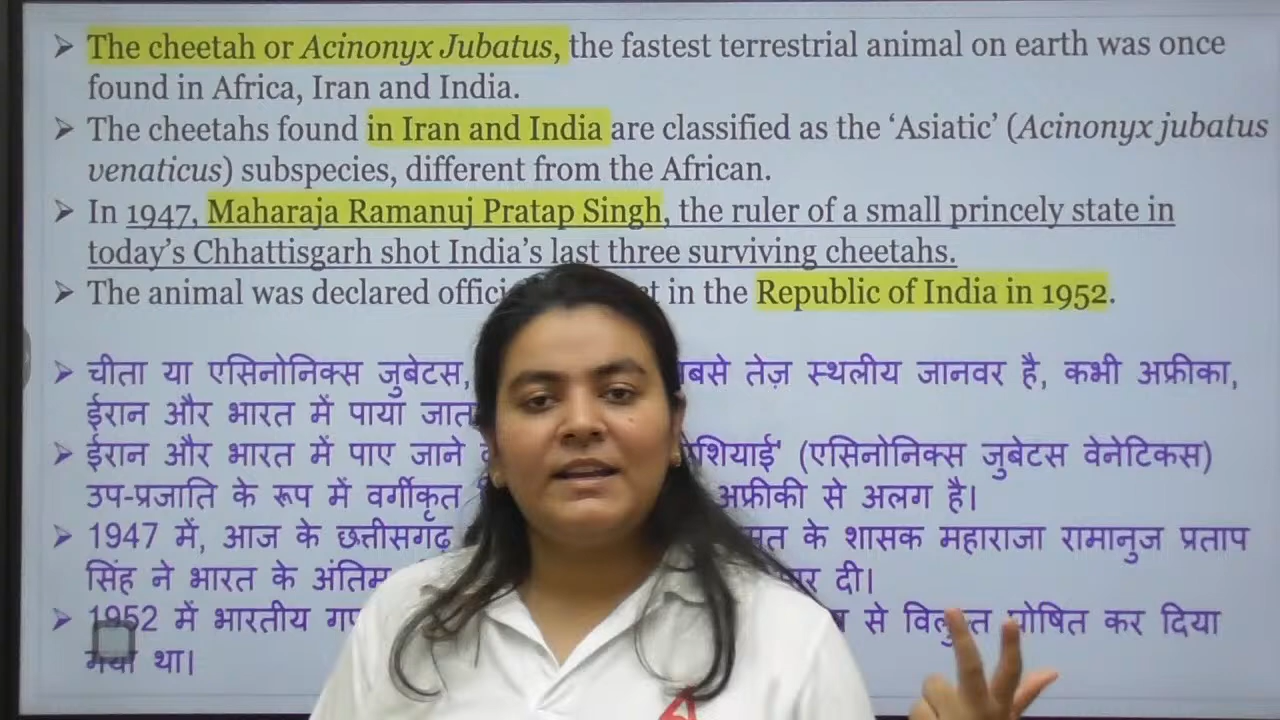 ➤ The cheetah or Acinonyx Jubatus, the fastest terrestrial animal on earth was once
found in Africa, Iran and India.
➤ The cheetahs found in Iran and India are classified as the ‘Asiatic’ (Acinonyx jubatus
venaticus) subspecies, different from the African.
➤ In 1947, Maharaja Ramanuj Pratap Singh, the ruler of a small princely state in
today’s Chhattisgarh shot India’s last three surviving cheetahs.
➤ The animal was declared in the Republic of India in 1952.
➤ चीता या एसिनोनिक्स जुबेटस, तेज़ स्थलीय जानवर है, कभी अफ्रीका,
ईरान और भारत में पाया
➤ ईरान और भारत में पाए जाने (एसिनोनिक्स जुबेटस वेनेटिकस)
उप-प्रजाति के रूप में वर्गीकृत अफ्रीकी से अलग है।
➤ 1947 में, आज के छत्तीसगढ़ के शासक महाराजा रामानुज प्रताप
सिंह ने भारत के अंतिम दी।
➤ 1952 में भारतीय से घोषित कर दिया
गया था।